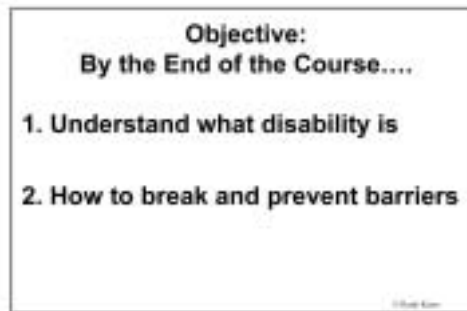 Objective:
By the End of the Course....
1. Understand what disability is
2. How to break and prevent barriers